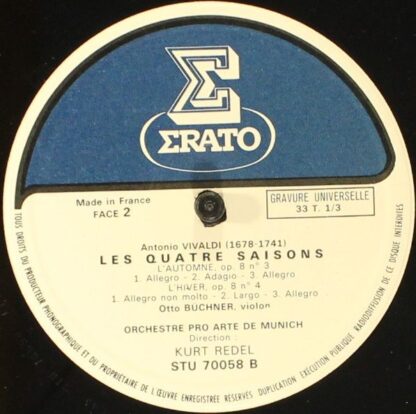 ΣRATO
Made in France
FACE 2
GRAVURE UNIVERSELLE
33 T. 1/3
Antonio VIVALDI (1678-1741)
LES QUATRE SAISONS
L'AUTOMNE, op. 8 n° 3
1. Allegro - 2. Adagio - 3. Allegro
L'HIVER, op. 8 n° 4
1. Allegro non molto - 2. Largo - 3. Allegro
Otto BÜCHNER, violon
ORCHESTRE PRO ARTE DE MUNICH
Direction :
KURT REDEL
STU 70058 B
TOUS DROITS DU PRODUCTEUR PHONOGRAPHIQUE ET DU PROPRIETAIRE DE L'ŒUVRE ENREGISTREE RESERVES DUPLICATION EXECUTION PUBLIQUE RADIODIFFUSION DE CE DISQUE INTERDITES